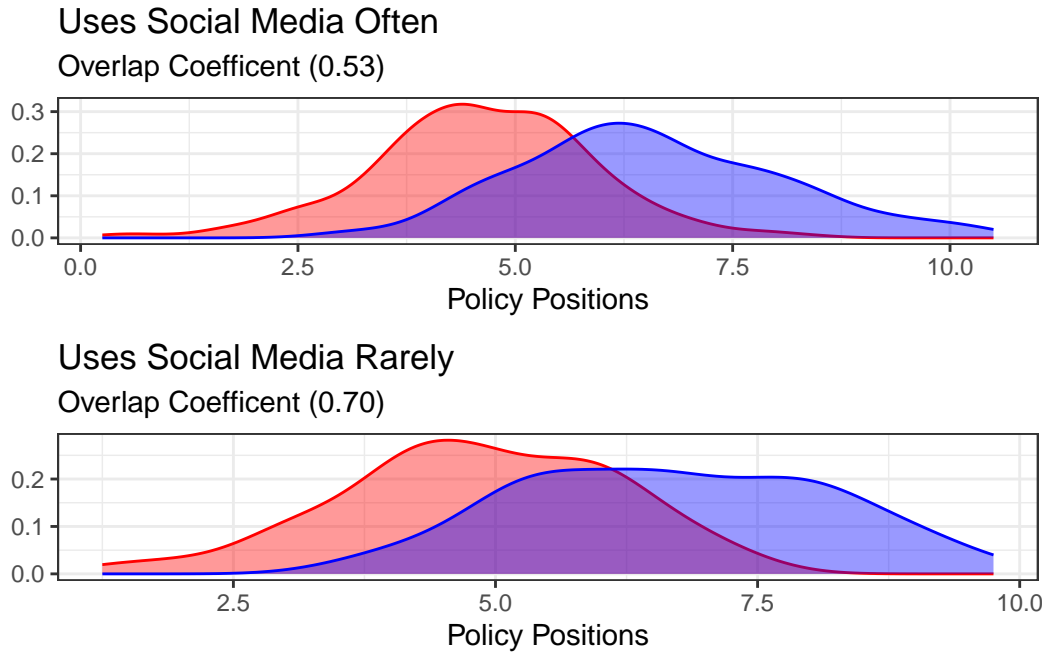 Uses Social Media Often
Overlap Coefficent (0.53)
0.3
0.2
0.1
0.0
0.0 2.5 5.0 7.5 10.0
Policy Positions
Uses Social Media Rarely
Overlap Coefficent (0.70)
0.2
0.1
0.0
2.5 5.0 7.5 10.0
Policy Positions